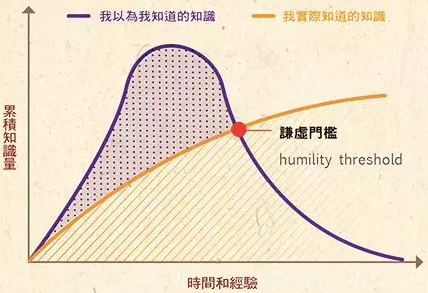 我以為我知道的知識
我實際知道的知識
累積知識量
謙虛門檻
humility threshold
時間和經驗